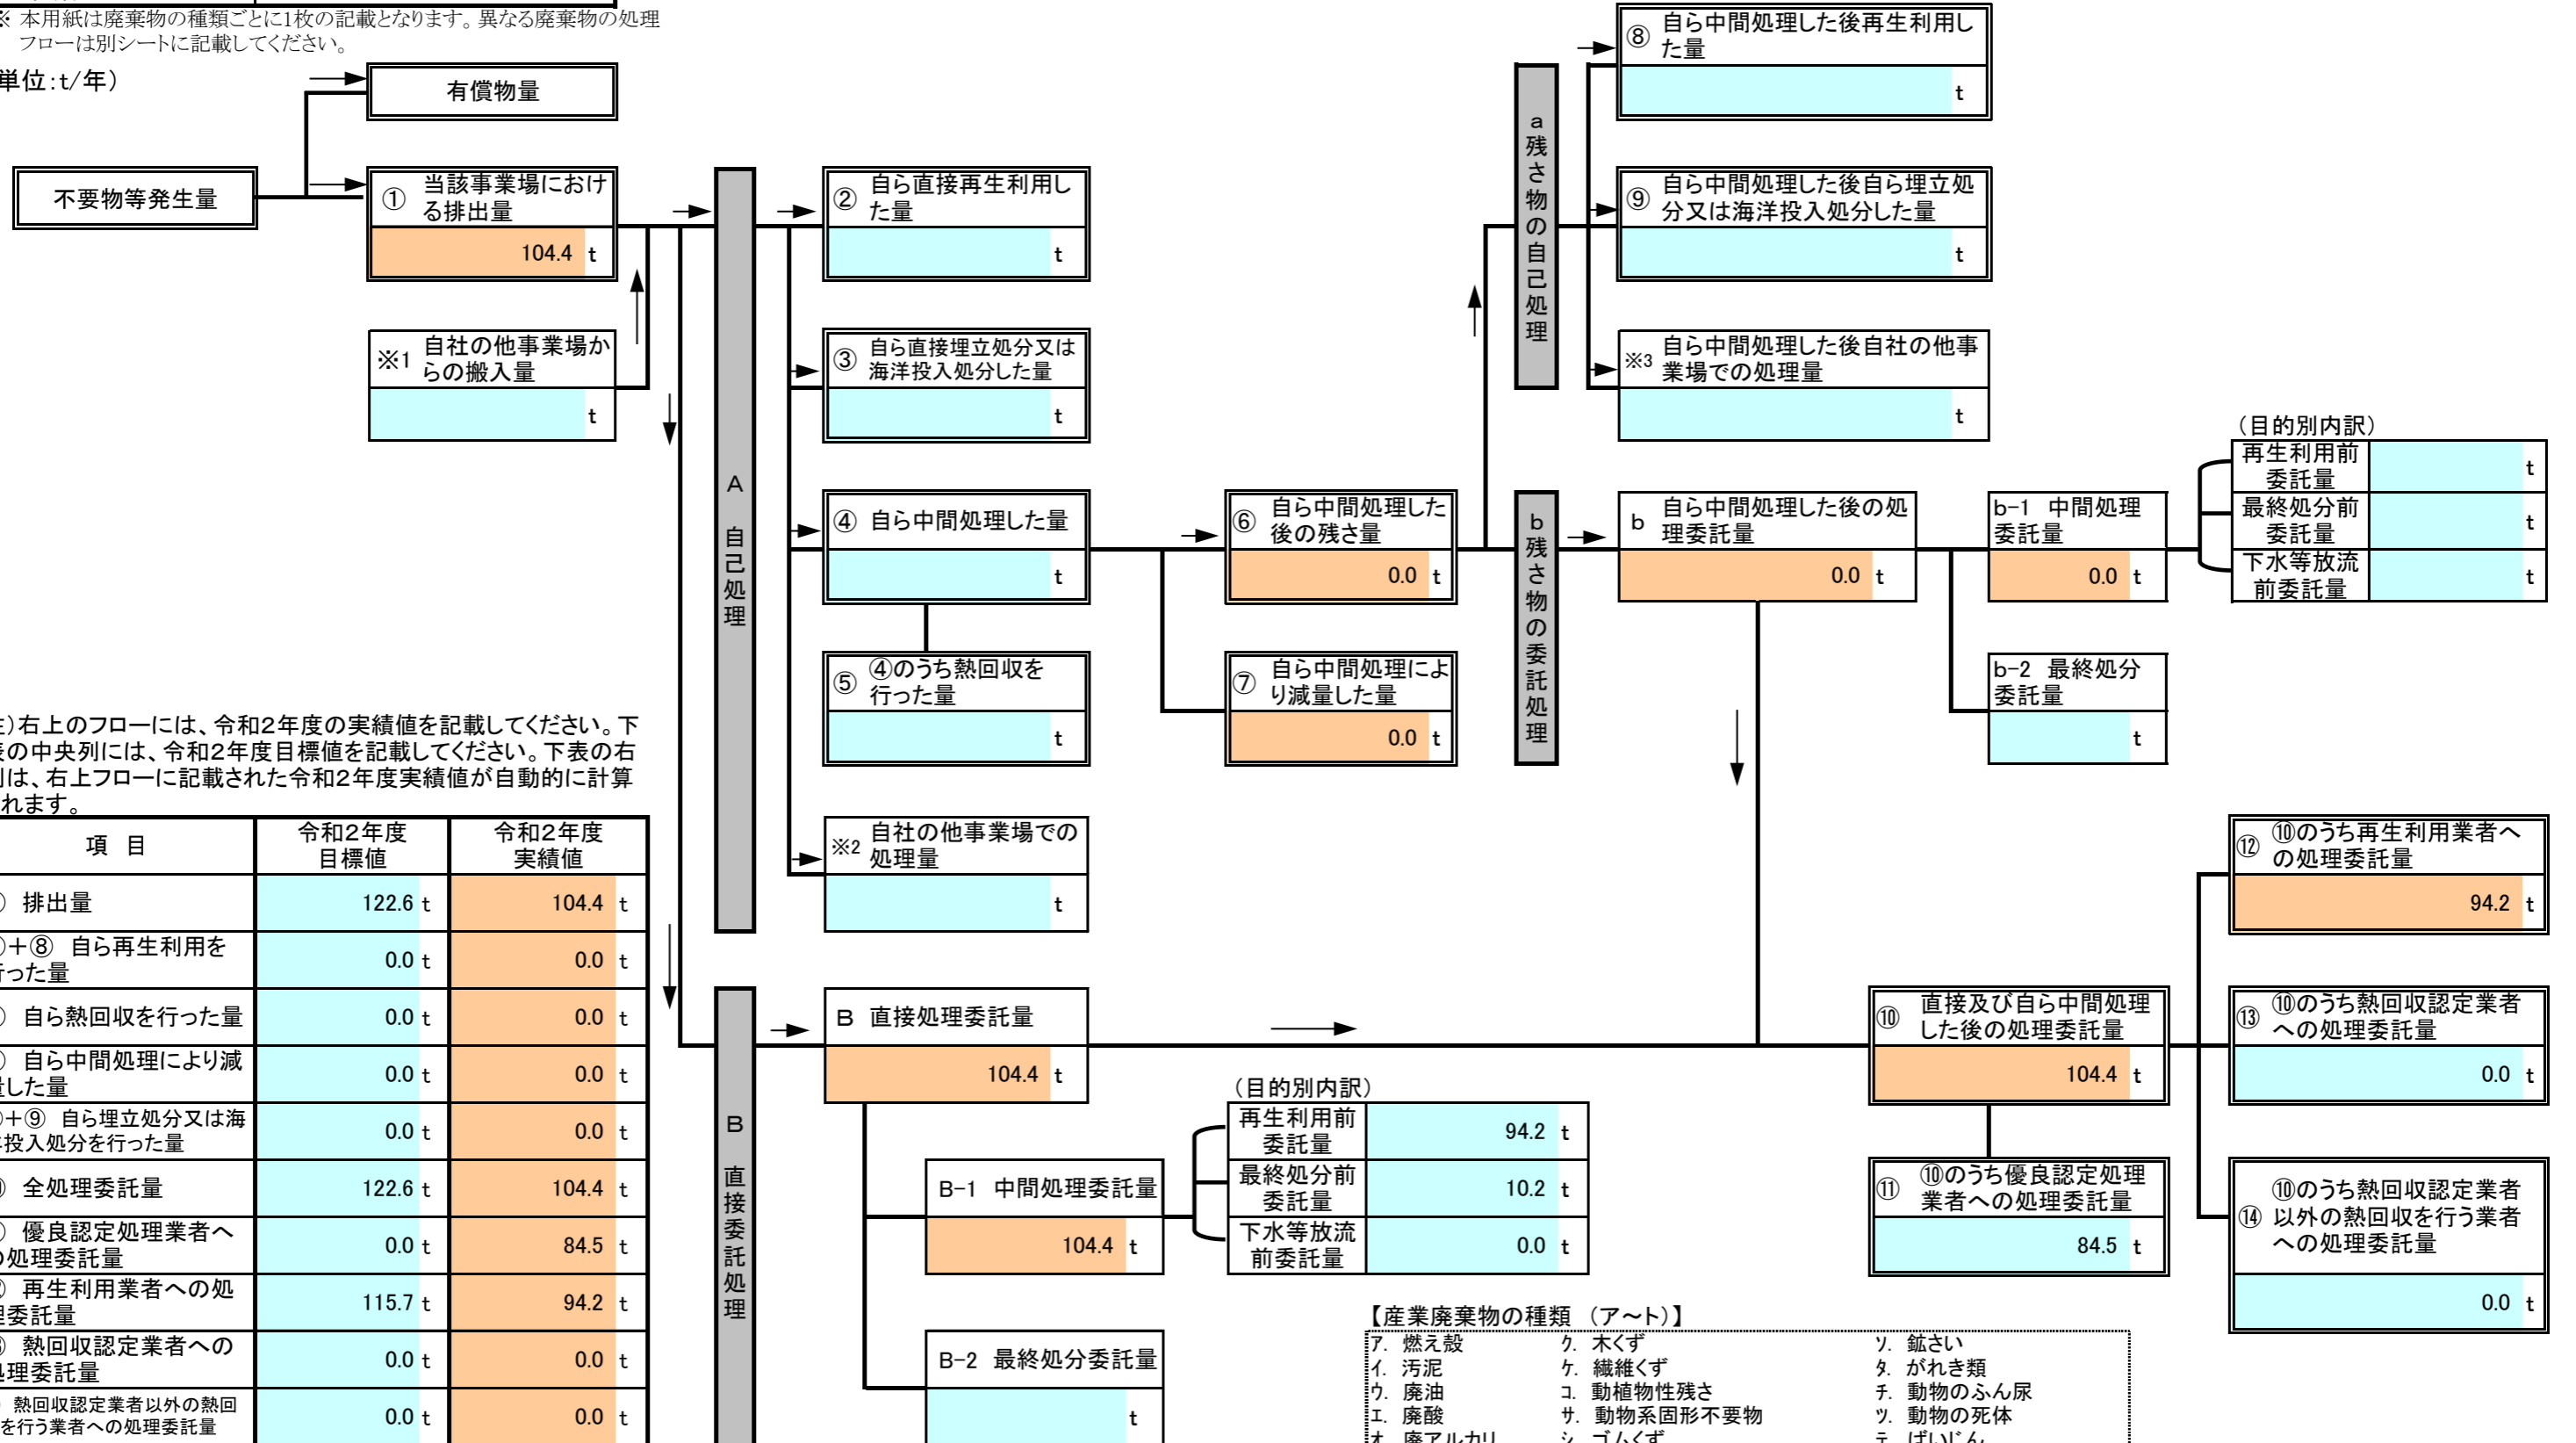 ※ 本用紙は廃棄物の種類ごとに1枚の記載となります。異なる廃棄物の処理
フローは別シートに記載してください。
単位:t/年)
有償物量
不要物等発生量
① 当該事業場におけ
る排出量
104.4 t
※1 自社の他事業場か
らの搬入量
t
A 自己処理
② 自ら直接再生利用し
た量
t
③ 自ら直接埋立処分又は
海洋投入処分した量
t
④ 自ら中間処理した量
t
⑤ ④のうち熱回収を
行った量
t
※2 自社の他事業場での
処理量
t
⑥ 自ら中間処理した
後の残さ量
0.0 t
⑦ 自ら中間処理によ
り減量した量
0.0 t
a 残さ物の自己処理
⑧ 自ら中間処理した後再生利用し
た量
t
⑨ 自ら中間処理した後自ら埋立処
分又は海洋投入処分した量
t
※3 自ら中間処理した後自社の他事
業場での処理量
t
b 残さ物の委託処理
b 自ら中間処理した後の処
理委託量
0.0 t
b-1 中間処理
委託量
0.0 t
b-2 最終処分
委託量
t
(目的別内訳)
再生利用前
委託量
t
最終処分前
委託量
t
下水等放流
前委託量
t
)右上のフローには、令和2年度の実績値を記載してください。下
の中央列には、令和2年度目標値を記載してください。下表の右
は、右上フローに記載された令和2年度実績値が自動的に計算
れます。
項 目 令和2年度
目標値 令和2年度
実績値
排出量 122.6 t 104.4 t
+⑧ 自ら再生利用を
った量 0.0 t 0.0 t
自ら熱回収を行った量 0.0 t 0.0 t
自ら中間処理により減
した量 0.0 t 0.0 t
+⑨ 自ら埋立処分又は海
投入処分を行った量 0.0 t 0.0 t
全処理委託量 122.6 t 104.4 t
優良認定処理業者へ
の処理委託量 0.0 t 84.5 t
再生利用業者への処
理委託量 115.7 t 94.2 t
熱回収認定業者への
処理委託量 0.0 t 0.0 t
熱回収認定業者以外の熱回
を行う業者への処理委託量 0.0 t 0.0 t
B 直接委託処理
B 直接処理委託量
104.4 t
B-1 中間処理委託量
104.4 t
B-2 最終処分委託量
t
(目的別内訳)
再生利用前
委託量
94.2 t
最終処分前
委託量
10.2 t
下水等放流
前委託量
0.0 t
⑩ 直接及び自ら中間処理
した後の処理委託量
104.4 t
⑪ ⑩のうち優良認定処理
業者への処理委託量
84.5 t
⑫ ⑩のうち再生利用業者へ
の処理委託量
94.2 t
⑬ ⑩のうち熱回収認定業者
への処理委託量
0.0 t
⑭ ⑩のうち熱回収認定業者
以外の熱回収を行う業者
への処理委託量
0.0 t
【産業廃棄物の種類 (ア~ト)】
ア. 燃え殻 ク. 木くず ソ. 鉱さい
イ. 汚泥 ケ. 繊維くず タ. がれき類
ウ. 廃油 コ. 動植物性残さ チ. 動物のふん尿
エ. 廃酸 サ. 動物系固形不要物 ツ. 動物の死体
オ. 廃アルカリ シ. ゴムくず テ. ばいじん